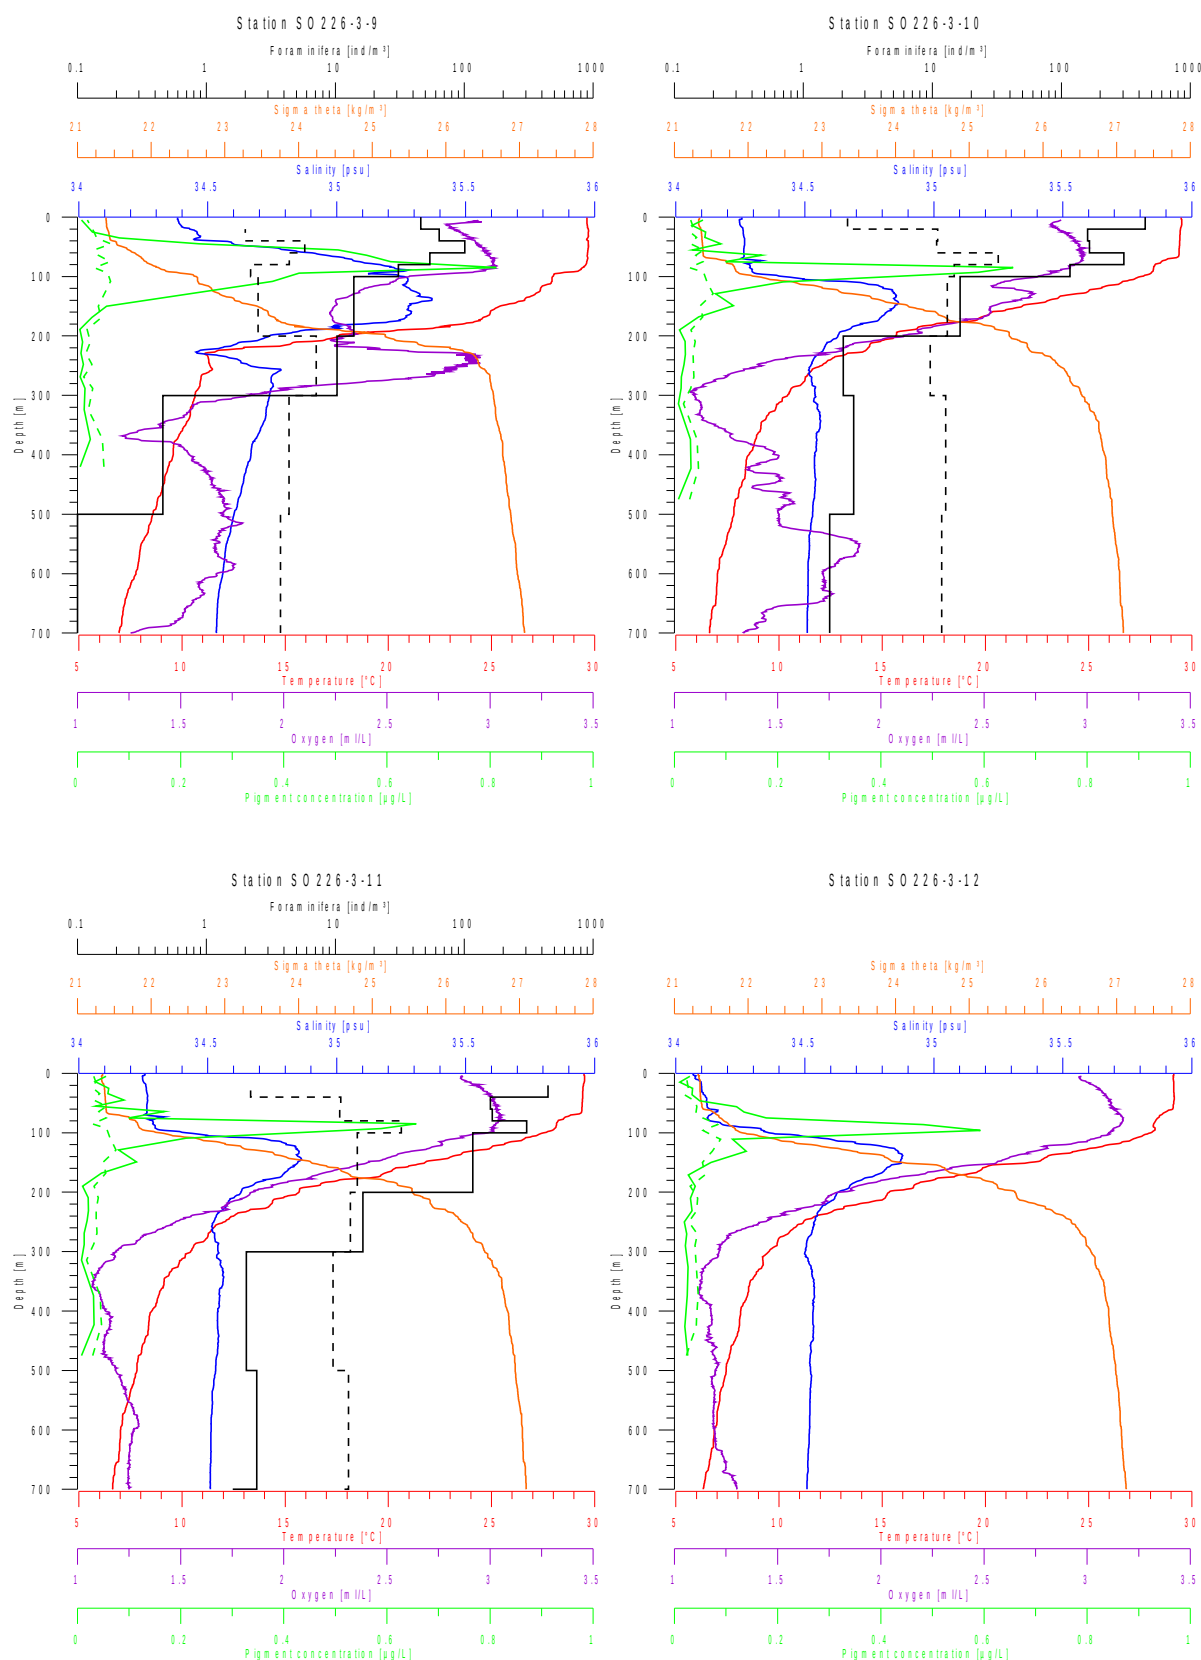 Station SO226-3-9
Foraminifera [ind/m³]
0.1 1 10 100 1000
Sigma theta [kg/m³]
21 22 23 24 25 26 27 28
Salinity [psu]
34 34.5 35 35.5 36
0
100
200
300
400
500
600
700
Depth [m]
5 10 15 20 25 30
Temperature [°C]
1 1.5 2 2.5 3 3.5
Oxygen [ml/L]
0 0.2 0.4 0.6 0.8 1
Pigment concentration [µg/L]
Station SO226-3-10
Foraminifera [ind/m³]
0.1 1 10 100 1000
Sigma theta [kg/m³]
21 22 23 24 25 26 27 28
Salinity [psu]
34 34.5 35 35.5 36
0
100
200
300
400
500
600
700
Depth [m]
5 10 15 20 25 30
Temperature [°C]
1 1.5 2 2.5 3 3.5
Oxygen [ml/L]
0 0.2 0.4 0.6 0.8 1
Pigment concentration [µg/L]
Station SO226-3-11
Foraminifera [ind/m³]
0.1 1 10 100 1000
Sigma theta [kg/m³]
21 22 23 24 25 26 27 28
Salinity [psu]
34 34.5 35 35.5 36
0
100
200
300
400
500
600
700
Depth [m]
5 10 15 20 25 30
Temperature [°C]
1 1.5 2 2.5 3 3.5
Oxygen [ml/L]
0 0.2 0.4 0.6 0.8 1
Pigment concentration [µg/L]
Station SO226-3-12
Sigma theta [kg/m³]
21 22 23 24 25 26 27 28
Salinity [psu]
34 34.5 35 35.5 36
0
100
200
300
400
500
600
700
Depth [m]
5 10 15 20 25 30
Temperature [°C]
1 1.5 2 2.5 3 3.5
Oxygen [ml/L]
0 0.2 0.4 0.6 0.8 1
Pigment concentration [µg/L]